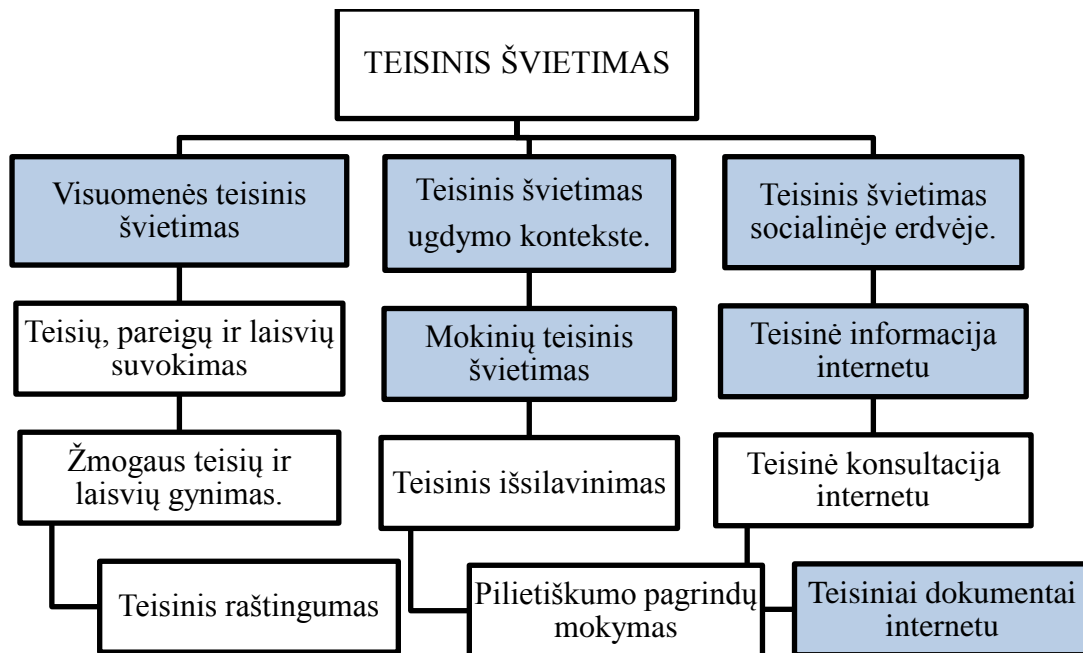 TEISINIS ŠVIETIMAS
Visuomenės teisinis
švietimas
Teisinis švietimas
ugdymo kontekste.
Teisinis švietimas
socialinėje erdvėje.
Teisių, pareigų ir laisvių
suvokimas
Mokinių teisinis
švietimas
Teisinė informacija
internetu
Žmogaus teisių ir
laisvių gynimas.
Teisinis išsilavinimas
Teisinė konsultacija
internetu
Teisinis raštingumas
Pilietiškumo pagrindų
mokymas
Teisiniai dokumentai
internetu